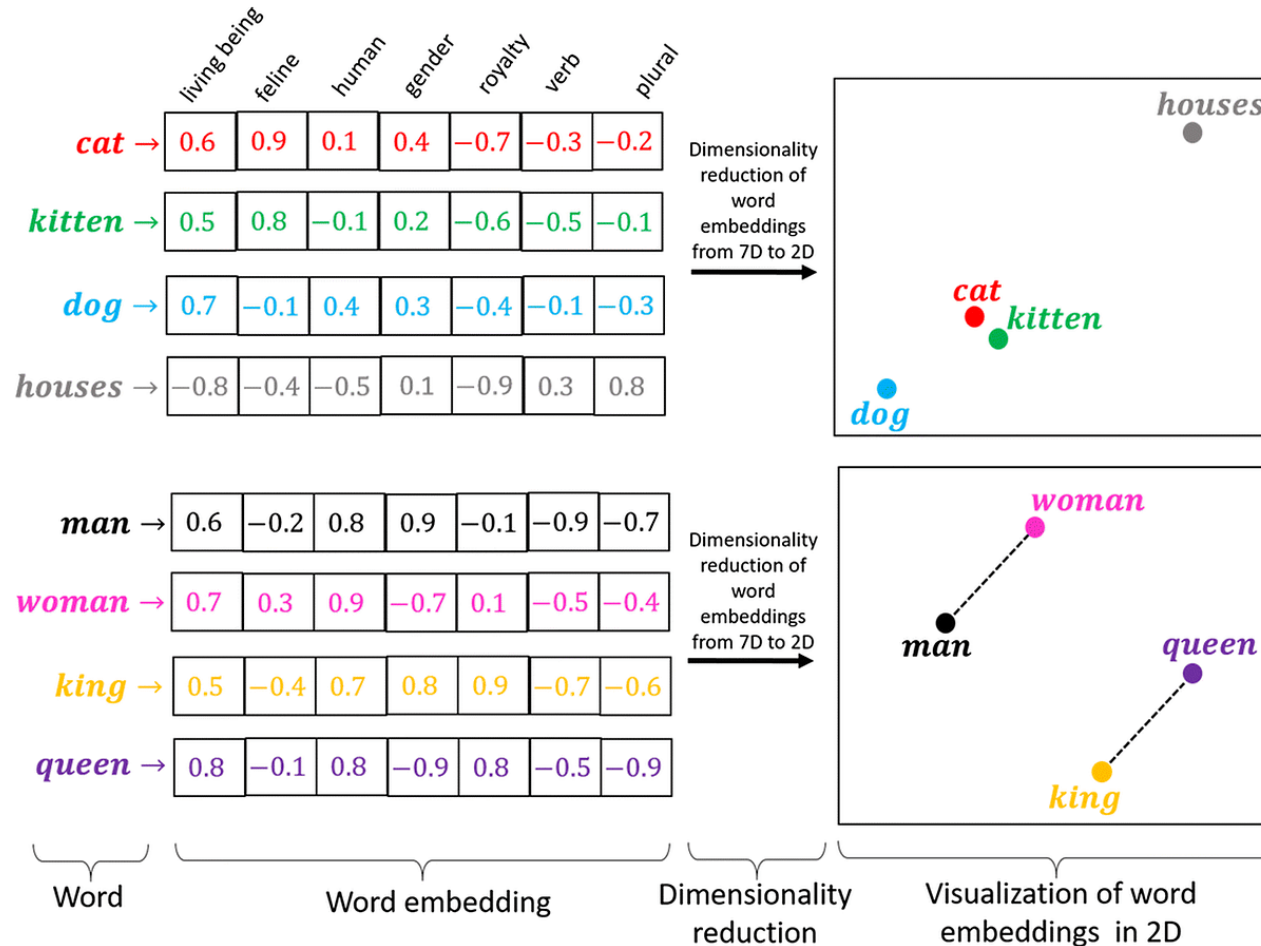 living being feline human gender royalty verb plural
cat → 0.6 0.9 0.1 0.4 −0.7 −0.3 −0.2
kitten → 0.5 0.8 −0.1 0.2 −0.6 −0.5 −0.1
dog → 0.7 −0.1 0.4 0.3 −0.4 −0.1 −0.3
houses → −0.8 −0.4 −0.5 0.1 −0.9 0.3 0.8
Dimensionality
reduction of
word
embeddings
from 7D to 2D
houses
cat
kitten
dog
man → 0.6 −0.2 0.8 0.9 −0.1 −0.9 −0.7
woman → 0.7 0.3 0.9 −0.7 0.1 −0.5 −0.4
king → 0.5 −0.4 0.7 0.8 0.9 −0.7 −0.6
queen → 0.8 −0.1 0.8 −0.9 0.8 −0.5 −0.9
Dimensionality
reduction of
word
embeddings
from 7D to 2D
woman
man
queen
king
Word
Word embedding
Dimensionality
reduction
Visualization of word
embeddings in 2D